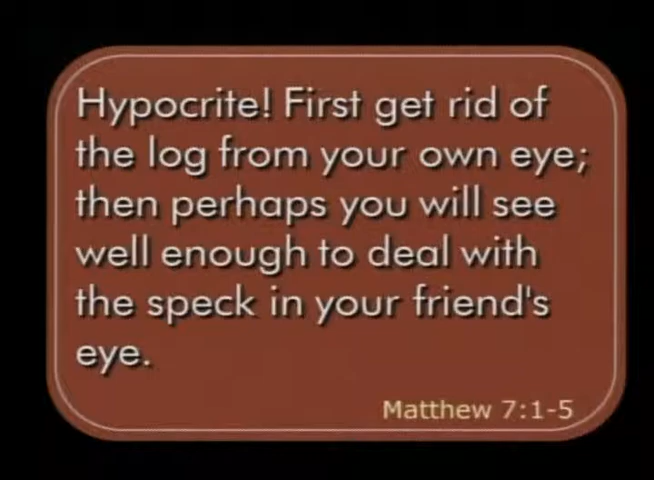 Hypocrite! First get rid of
the log from your own eye;
then perhaps you will see
well enough to deal with
the speck in your friend's
eye.
Matthew 7:1-5